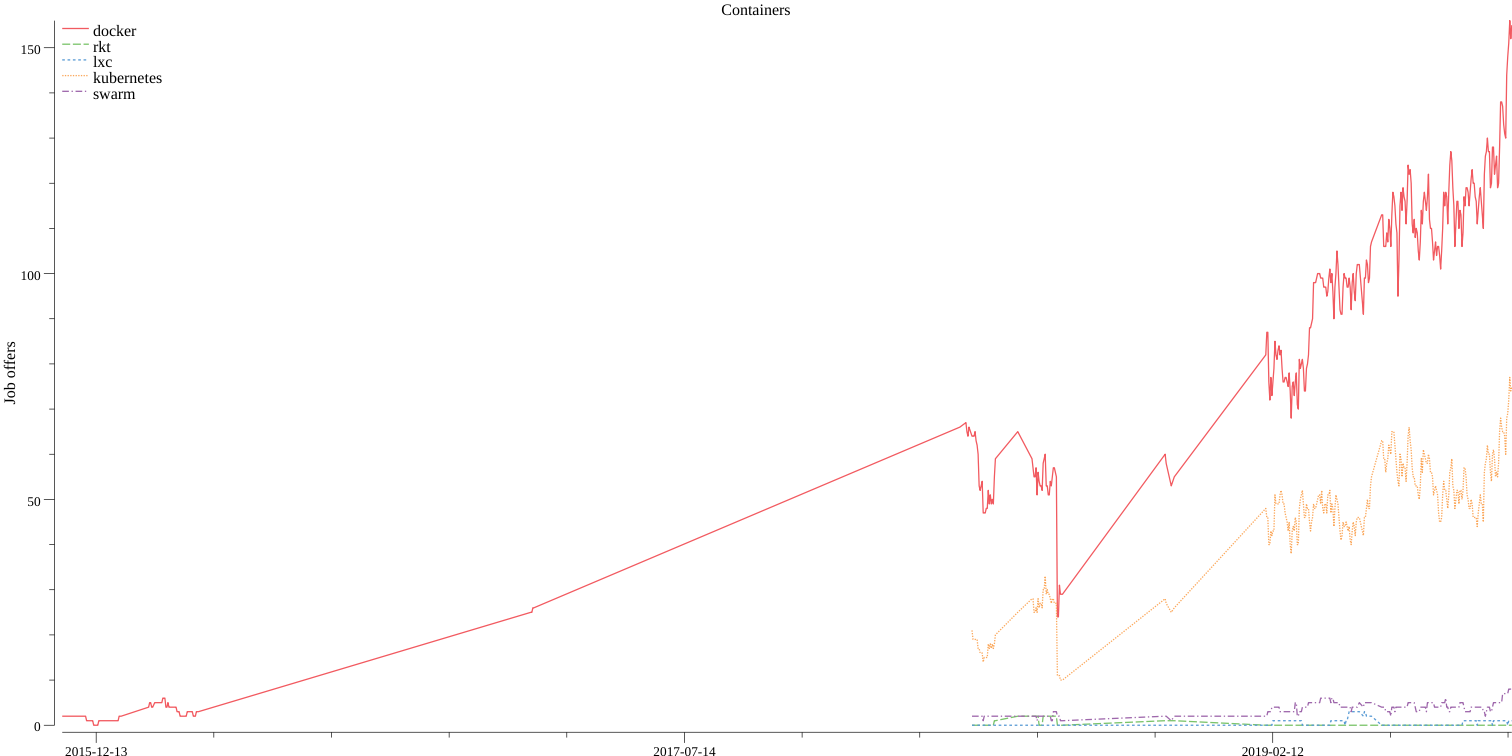 Containers
docker
rkt
lxc
kubernetes
swarm
150
100
50
0
Job offers
2015-12-13
2017-07-14
2019-02-12